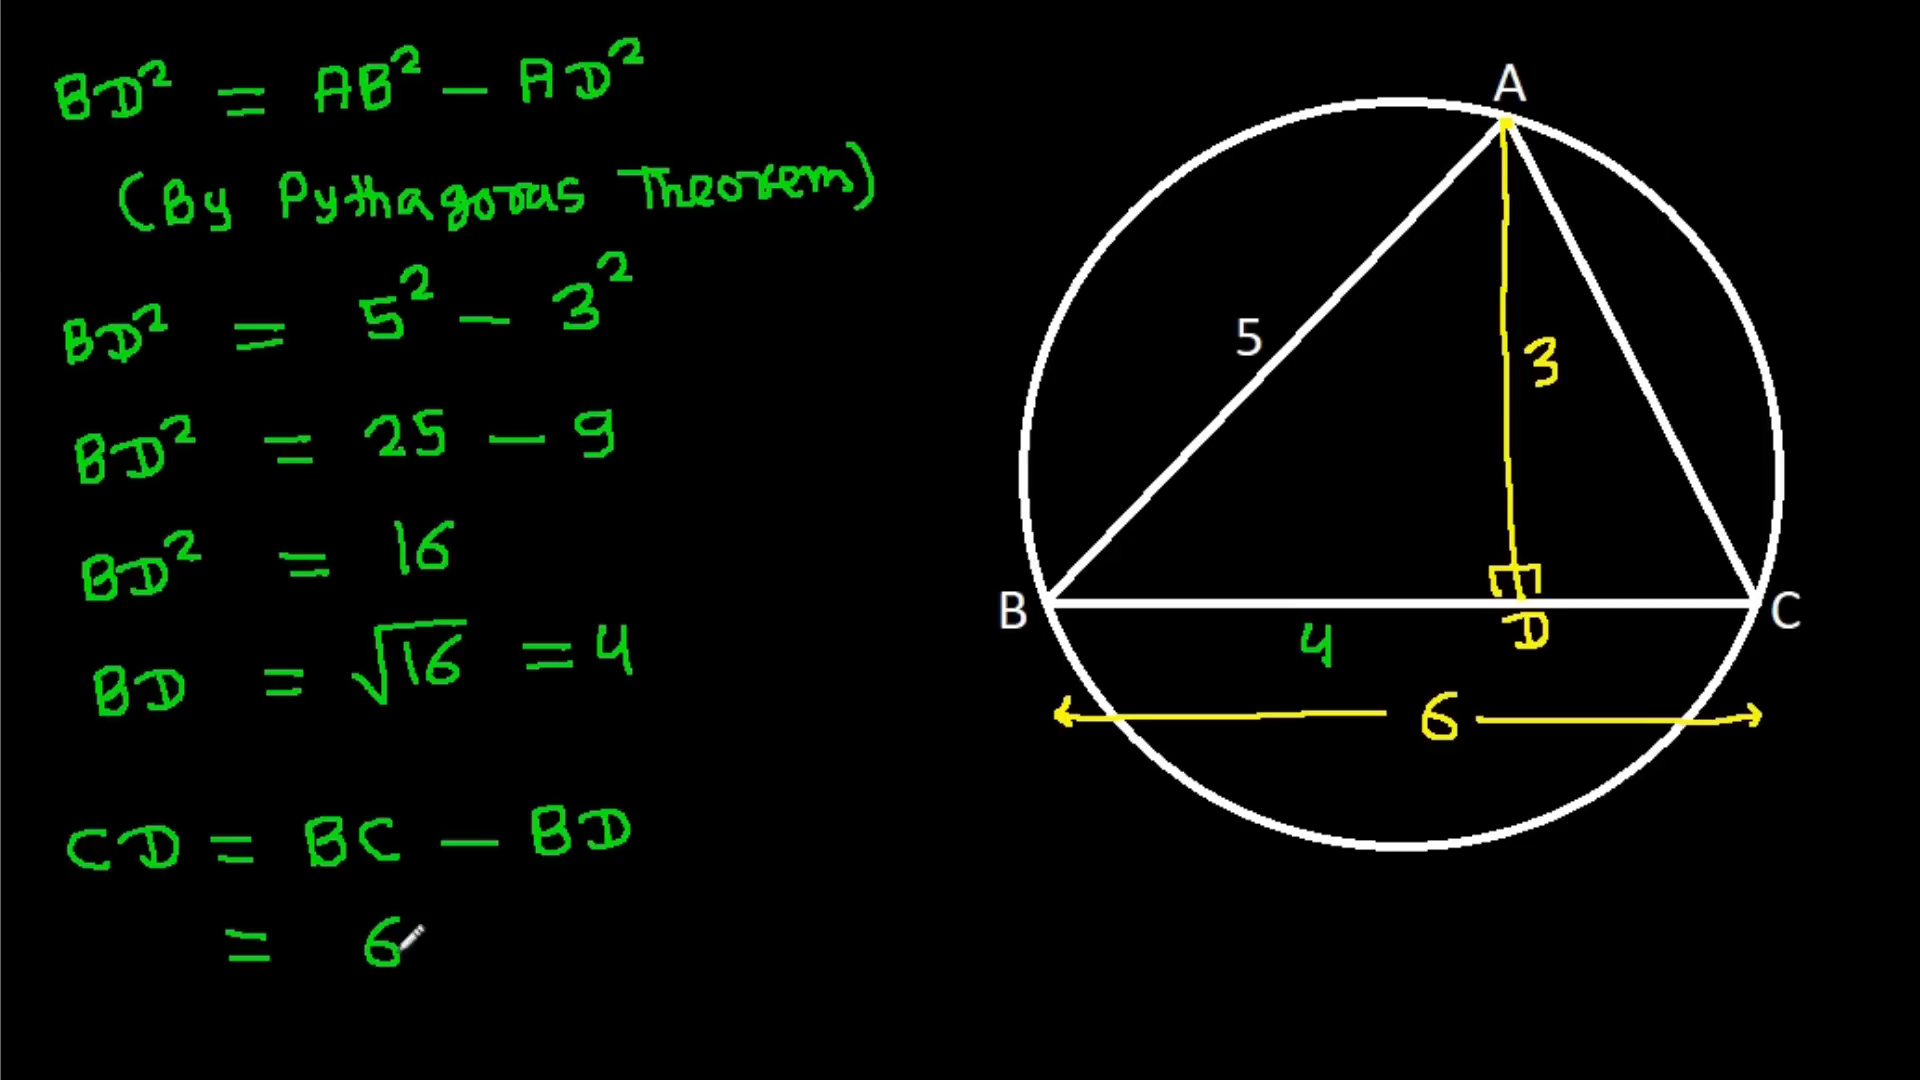 BD² = AB² − AD²
(By Pythagoras Theorem)
BD² = 5² − 3²
BD² = 25 − 9
BD² = 16
BD = √16 = 4
CD = BC − BD
= 6
A
5
3
B
C
4
D
6